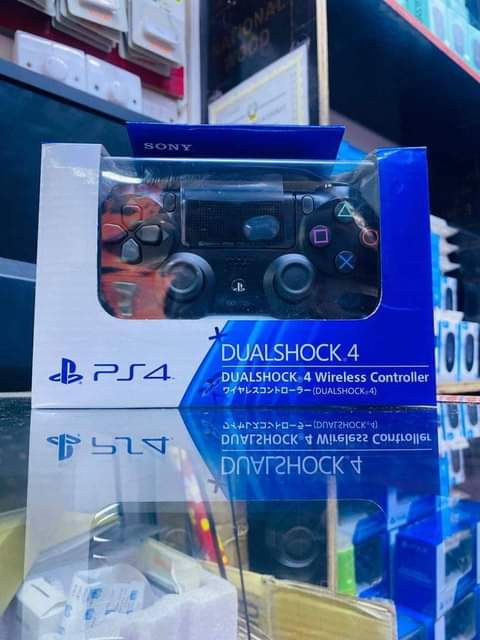 SONY
PS4
DUALSHOCK®4
DUALSHOCK®4 Wireless Controller
ワイヤレスコントローラー(DUALSHOCK®4)